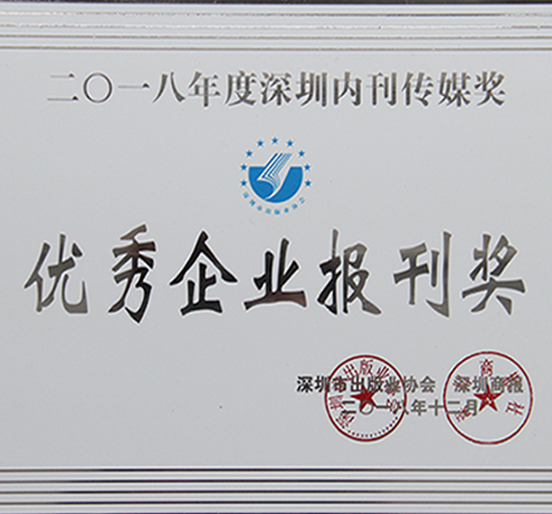 二〇一八年度深圳内刊传媒奖
优秀企业报刊奖
深圳市出版业协会 深圳商报
二〇一八年十二月